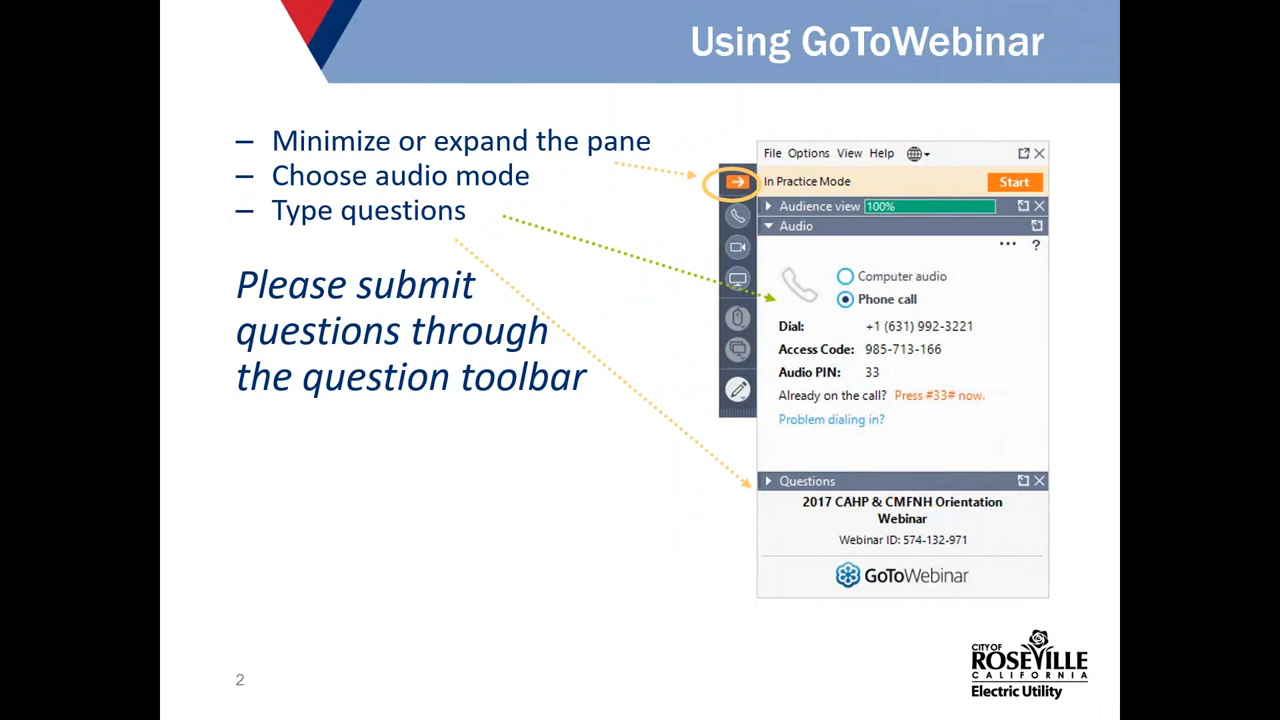 Using GoToWebinar
– Minimize or expand the pane
– Choose audio mode
– Type questions
Please submit
questions through
the question toolbar
File Options View Help
In Practice Mode Start
Audience view 100%
Audio
... ?
Computer audio
Phone call
Dial: +1 (631) 992-3221
Access Code: 985-713-166
Audio PIN: 33
Already on the call? Press #33# now.
Problem dialing in?
Questions
2017 CAHP & CMFNH Orientation
Webinar
Webinar ID: 574-132-971
GoToWebinar
2
CITY OF
ROSEVILLE
CALIFORNIA
Electric Utility